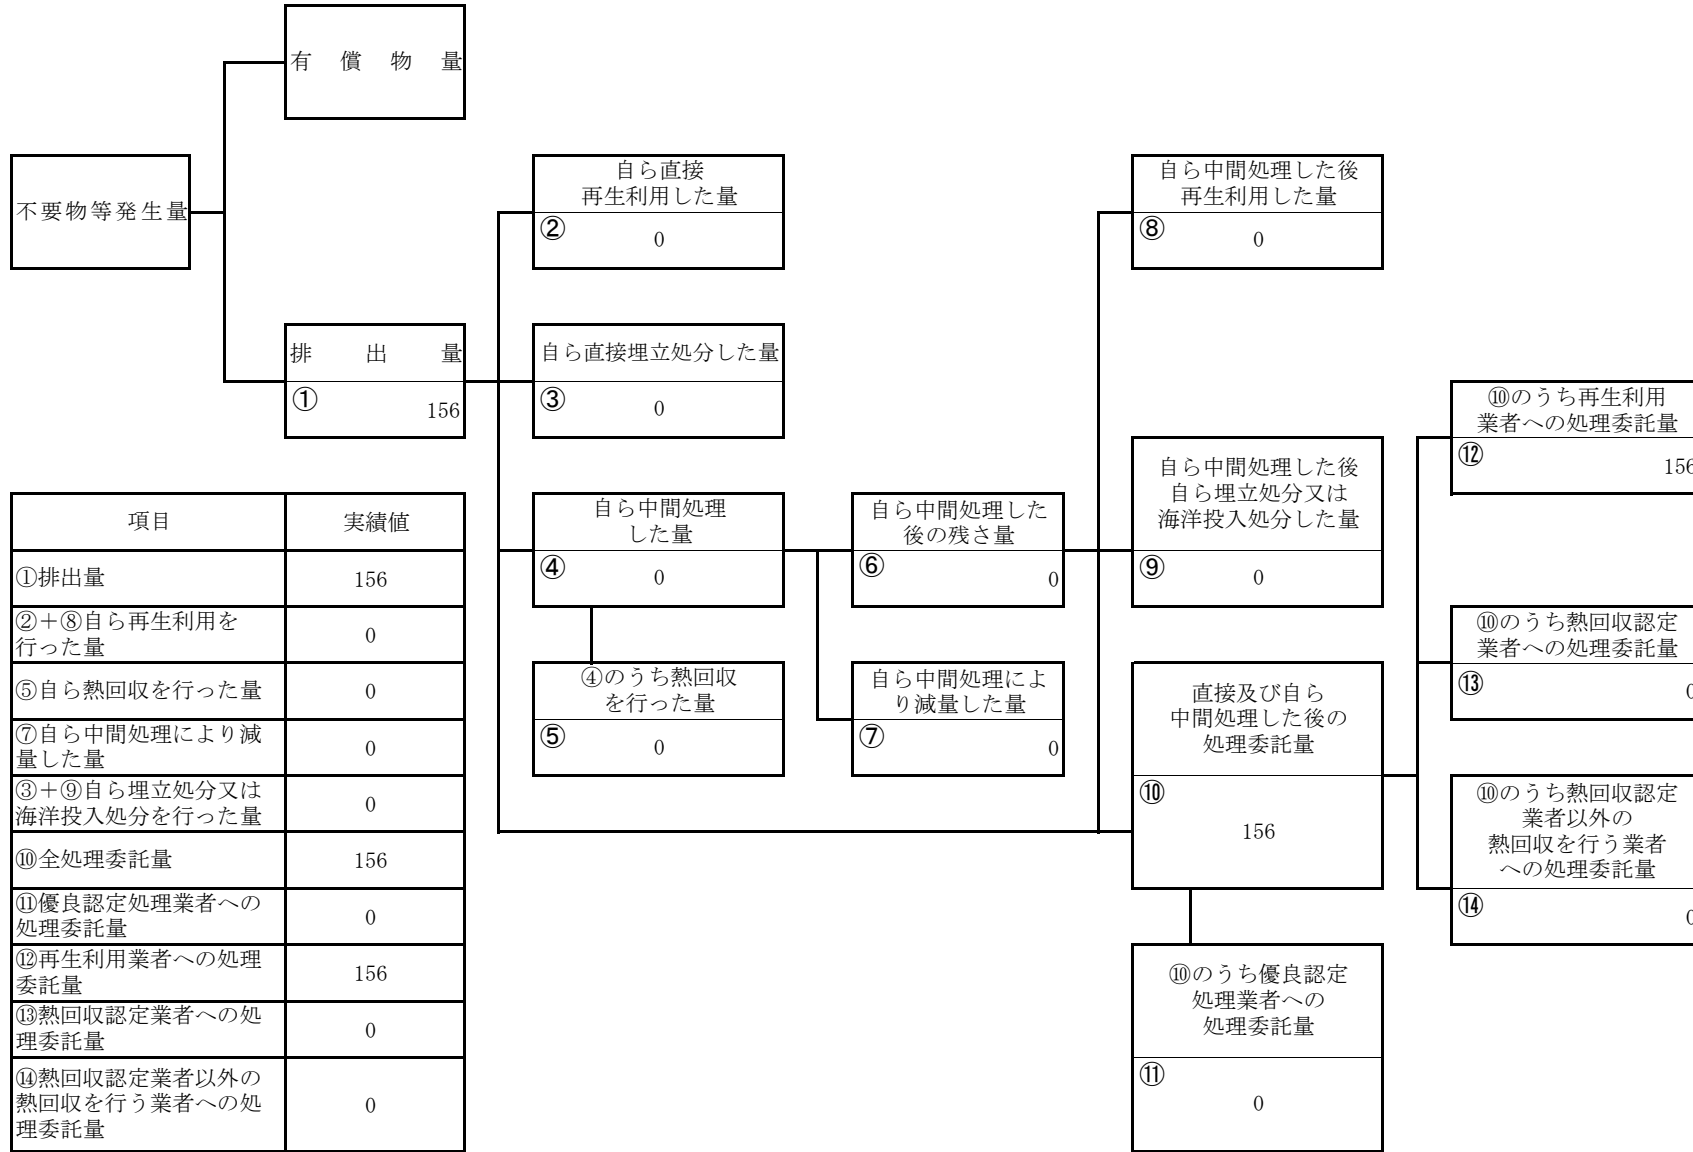 有償物量
不要物等発生量
自ら直接
再生利用した量
②
0
自ら中間処理した後
再生利用した量
⑧
0
排出量
①
156
自ら直接埋立処分した量
③
0
⑩のうち再生利用
業者への処理委託量
⑫
156
自ら中間処理した後
自ら埋立処分又は
海洋投入処分した量
⑨
0
自ら中間処理
した量
④
0
自ら中間処理した
後の残さ量
⑥
0
⑩のうち熱回収認定
業者への処理委託量
⑬
0
④のうち熱回収
を行った量
⑤
0
自ら中間処理によ
り減量した量
⑦
0
直接及び自ら
中間処理した後の
処理委託量
⑩
156
⑩のうち熱回収認定
業者以外の
熱回収を行う業者
への処理委託量
⑭
0
⑩のうち優良認定
処理業者への
処理委託量
⑪
0
項目 実績値
①排出量 156
②＋⑧自ら再生利用を
行った量 0
⑤自ら熱回収を行った量 0
⑦自ら中間処理により減
量した量 0
③＋⑨自ら埋立処分又は
海洋投入処分を行った量 0
⑩全処理委託量 156
⑪優良認定処理業者への
処理委託量 0
⑫再生利用業者への処理
委託量 156
⑬熱回収認定業者への処
理委託量 0
⑭熱回収認定業者以外の
熱回収を行う業者への処
理委託量 0